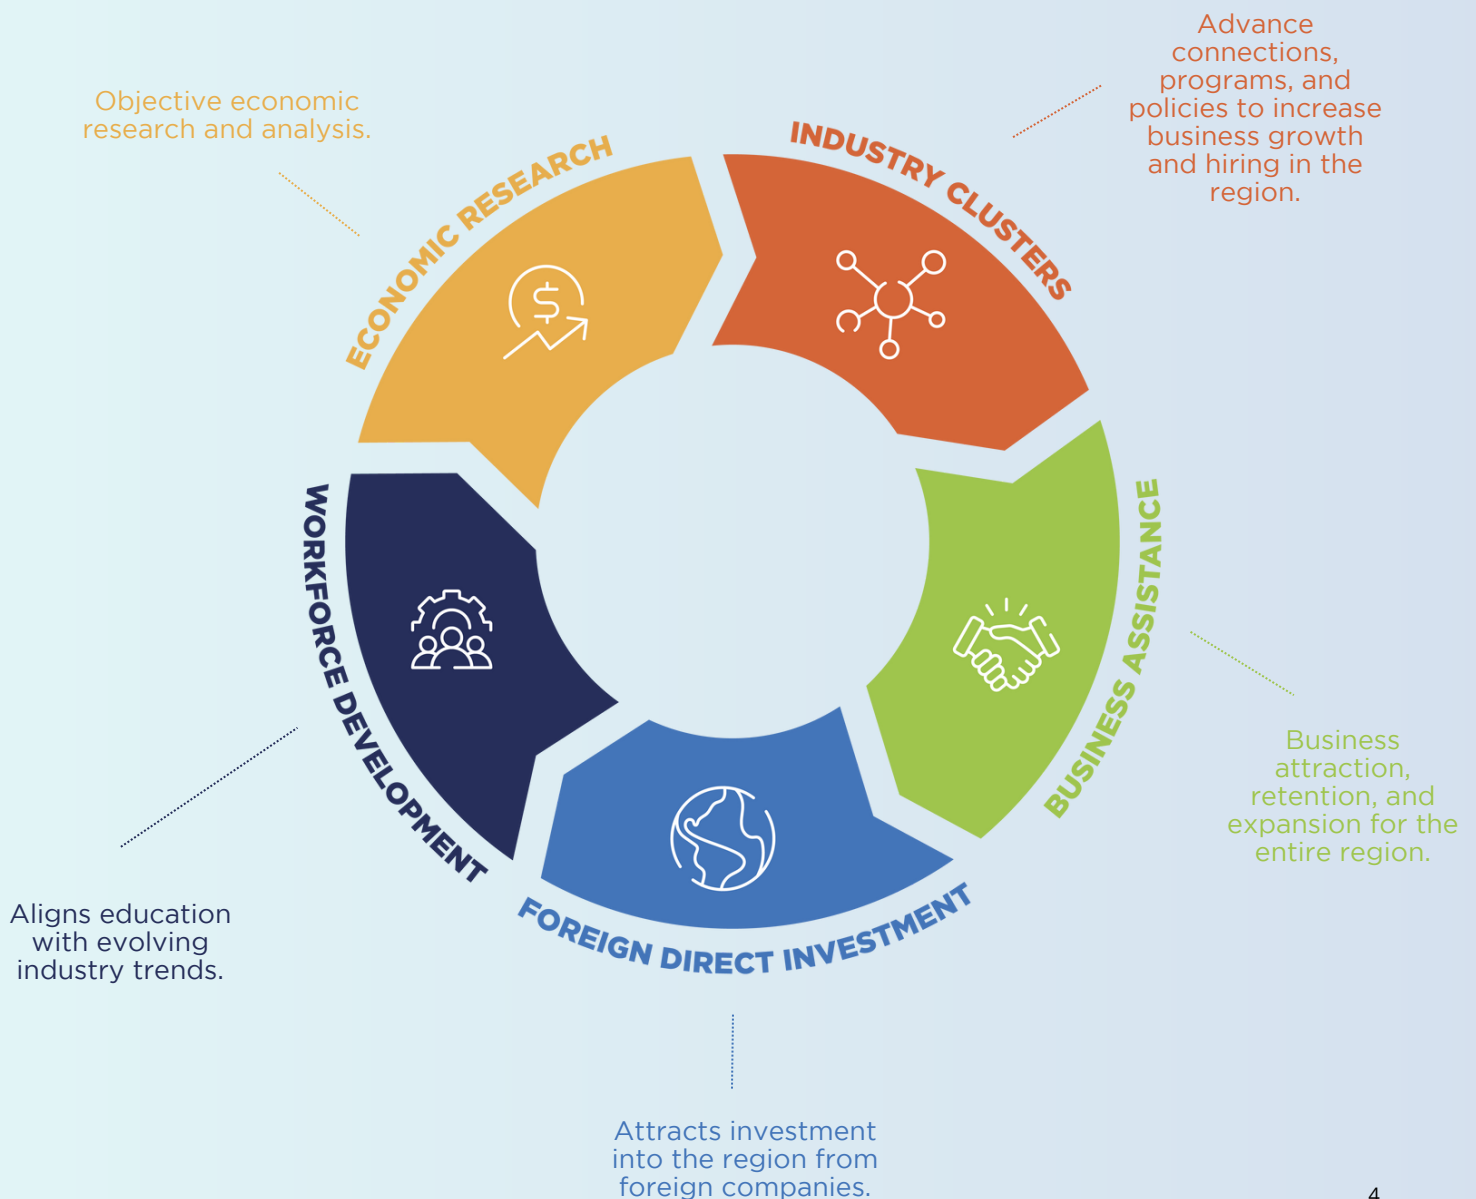 Advance
connections,
programs, and
policies to increase
business growth
and hiring in the
region.
Objective economic
research and analysis.
INDUSTRY CLUSTERS
ECONOMIC RESEARCH
$
BUSINESS ASSISTANCE
WORKFORCE DEVELOPMENT
Business
attraction,
retention, and
expansion for the
entire region.
Aligns education
with evolving
industry trends.
FOREIGN DIRECT INVESTMENT
Attracts investment
into the region from
foreign companies.
4